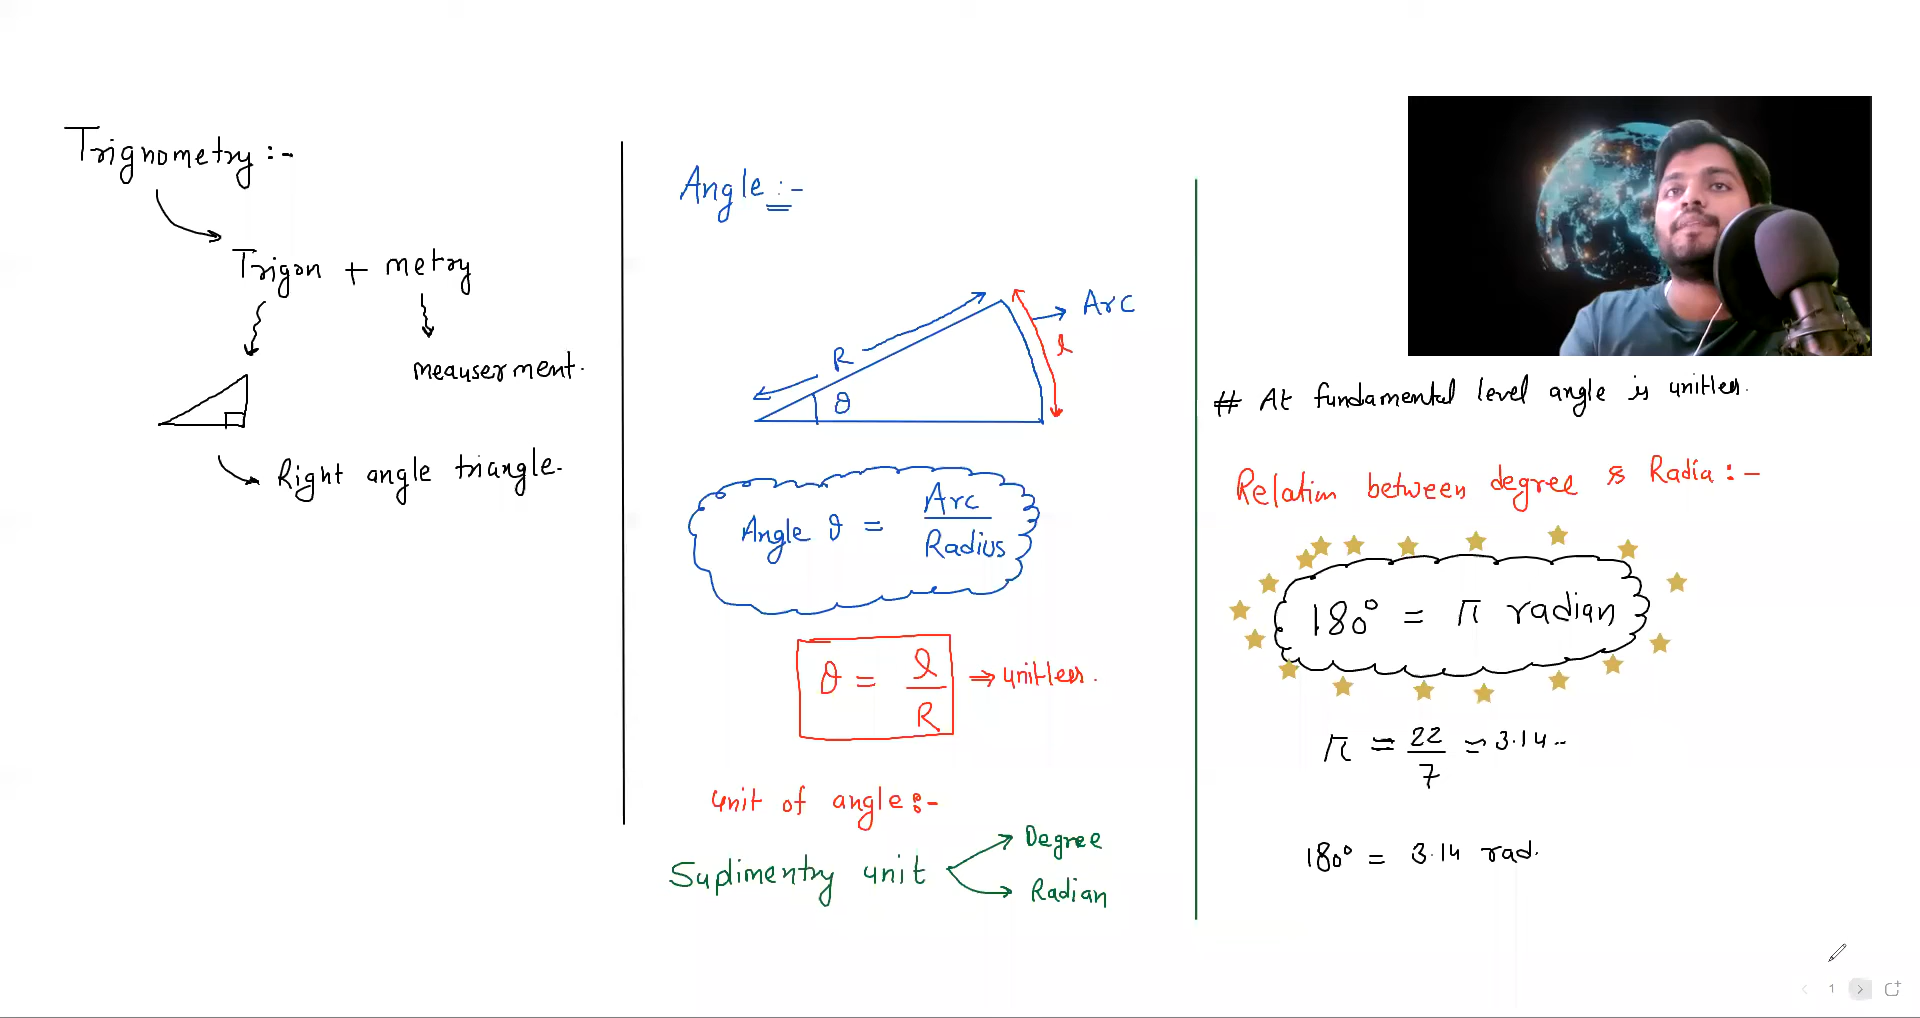 Trignometry :-
Trigon + metry
meauserment.
Right angle triangle.
Angle :-
Arc
R
l
θ
Angle θ = Arc / Radius
θ = l / R ⇒ unitless.
unit of angle :-
Suplimentry unit
Degree
Radian
# At fundamental level angle is unitless.
Relation between degree & Radia :-
180° = π radian
π = 22/7 ≈ 3.14..
180° = 3.14 rad.
1